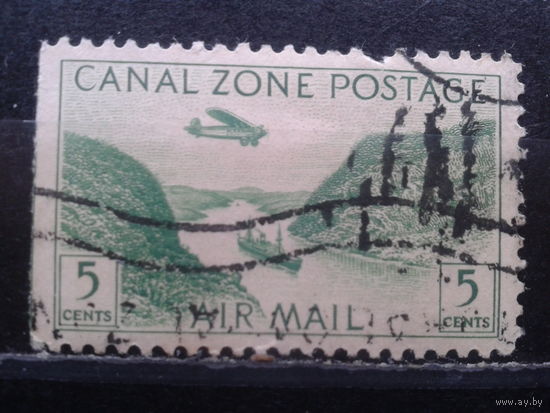 CANAL ZONE POSTAGE
5 CENTS
AIR MAIL
5 CENTS
www.ay.by